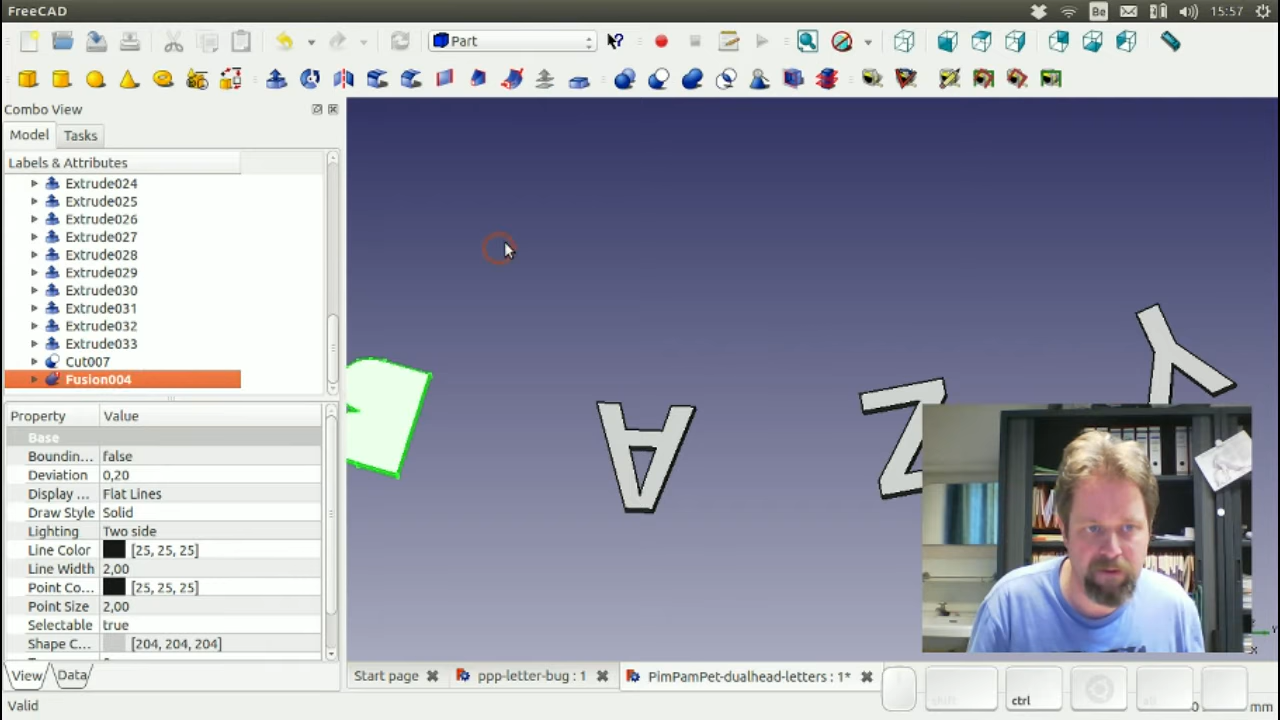 FreeCAD
Be
15:57
Part
Combo View
Model Tasks
Labels & Attributes
Extrude024
Extrude025
Extrude026
Extrude027
Extrude028
Extrude029
Extrude030
Extrude031
Extrude032
Extrude033
Cut007
Fusion004
Property Value
Base
Boundin... false
Deviation 0,20
Display ... Flat Lines
Draw Style Solid
Lighting Two side
Line Color [25, 25, 25]
Line Width 2,00
Point Co... [25, 25, 25]
Point Size 2,00
Selectable true
Shape C... [204, 204, 204]
View Data
A
Z
Y
Start page ppp-letter-bug : 1 PimPamPet-dualhead-letters : 1*
shift ctrl
Valid
0 mm